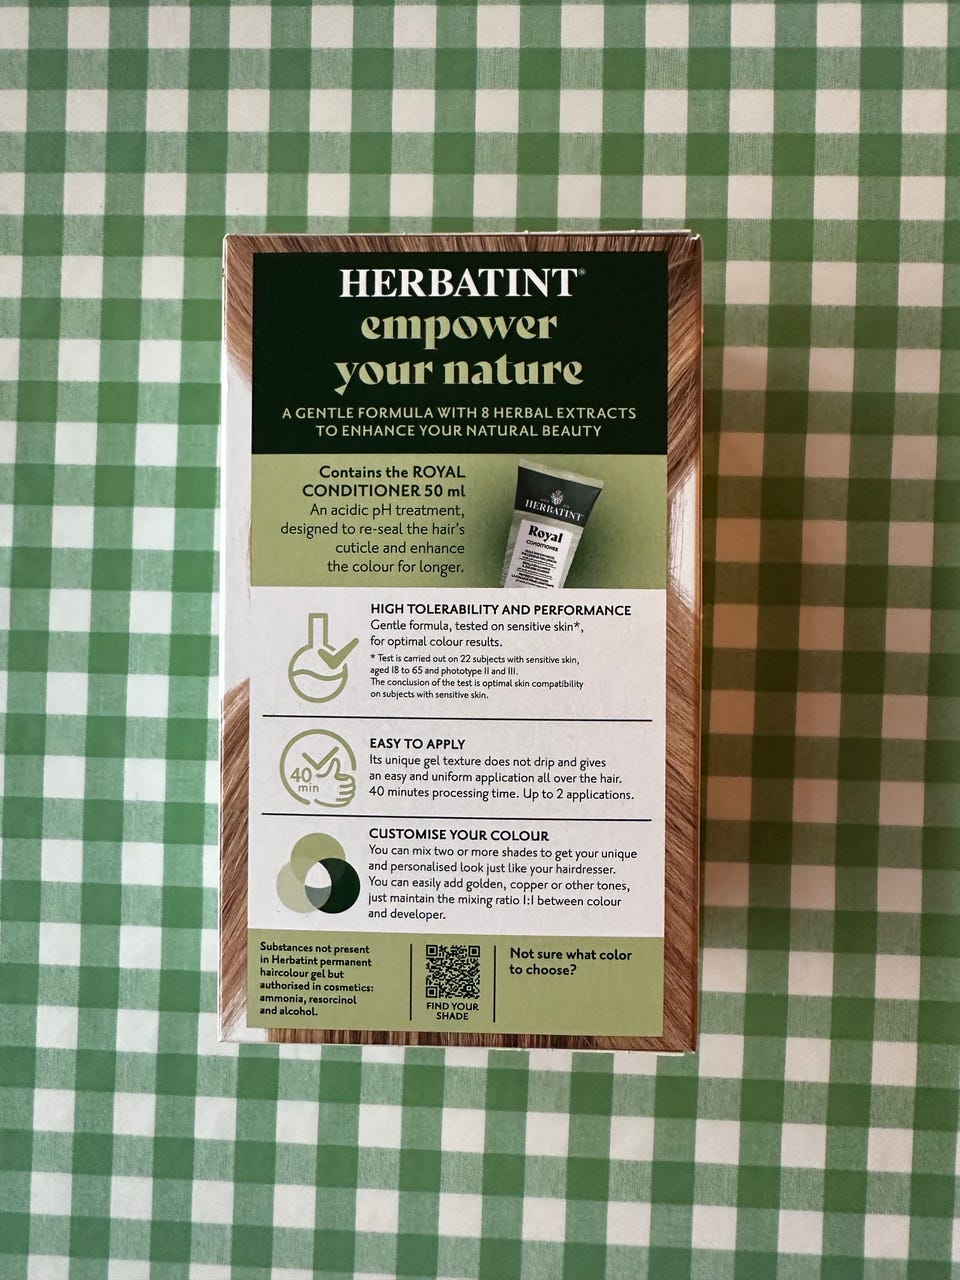 HERBATINT®
empower
your nature
A GENTLE FORMULA WITH 8 HERBAL EXTRACTS
TO ENHANCE YOUR NATURAL BEAUTY
Contains the ROYAL
CONDITIONER 50 ml
An acidic pH treatment,
designed to re-seal the hair's
cuticle and enhance
the colour for longer.
HERBATINT
Royal
CONDITIONER
HIGH TOLERABILITY AND PERFORMANCE
Gentle formula, tested on sensitive skin*,
for optimal colour results.
* Test is carried out on 22 subjects with sensitive skin,
aged 18 to 65 and phototype II and III.
The conclusion of the test is optimal skin compatibility
on subjects with sensitive skin.
40
min
EASY TO APPLY
Its unique gel texture does not drip and gives
an easy and uniform application all over the hair.
40 minutes processing time. Up to 2 applications.
CUSTOMISE YOUR COLOUR
You can mix two or more shades to get your unique
and personalised look just like your hairdresser.
You can easily add golden, copper or other tones,
just maintain the mixing ratio 1:1 between colour
and developer.
Substances not present
in Herbatint permanent
haircolour gel but
authorised in cosmetics:
ammonia, resorcinol
and alcohol.
FIND YOUR
SHADE
Not sure what color
to choose?